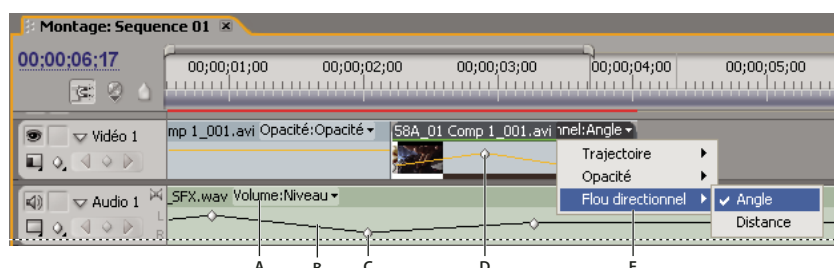 Montage: Sequence 01
00;00;06;17
00;00;01;00 00;00;02;00 00;00;03;00 00;00;04;00 00;00;05;00
Vidéo 1
mp 1_001.avi Opacité:Opacité
58A_01 Comp 1_001.avi nnel:Angle
Trajectoire
Opacité
Flou directionnel
Angle
Distance
Audio 1
_SFX.wav Volume:Niveau
L
R
A B C D E